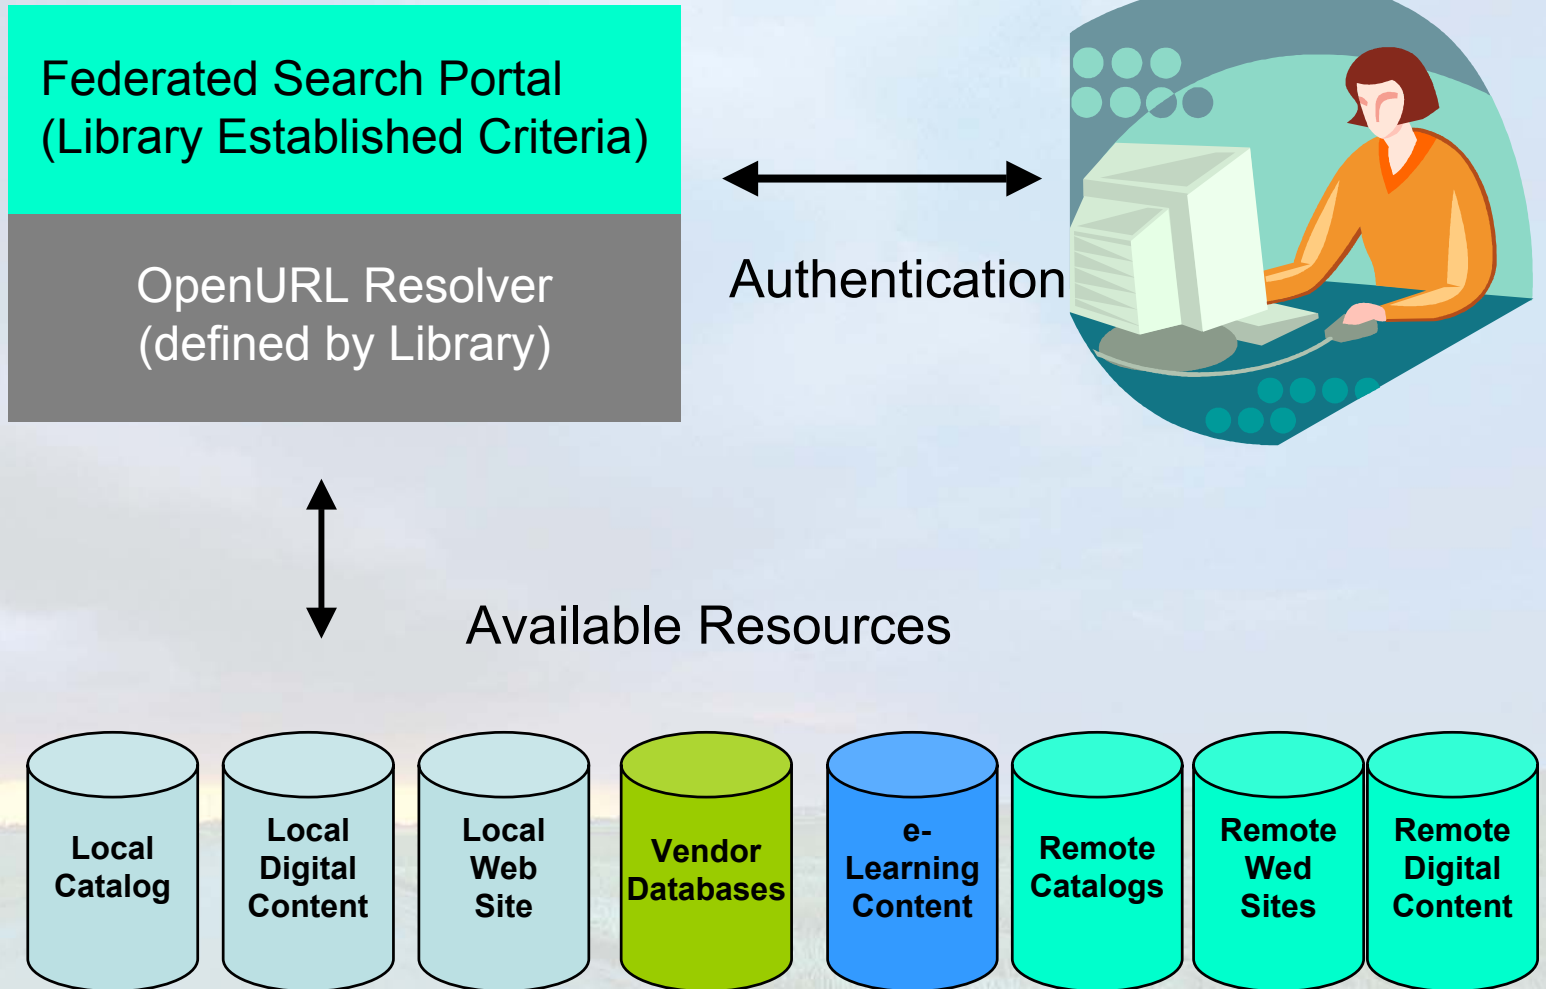 Federated Search Portal
(Library Established Criteria)
OpenURL Resolver
(defined by Library)
Authentication
Available Resources
Local
Catalog
Local
Digital
Content
Local
Web
Site
Vendor
Databases
e-
Learning
Content
Remote
Catalogs
Remote
Wed
Sites
Remote
Digital
Content